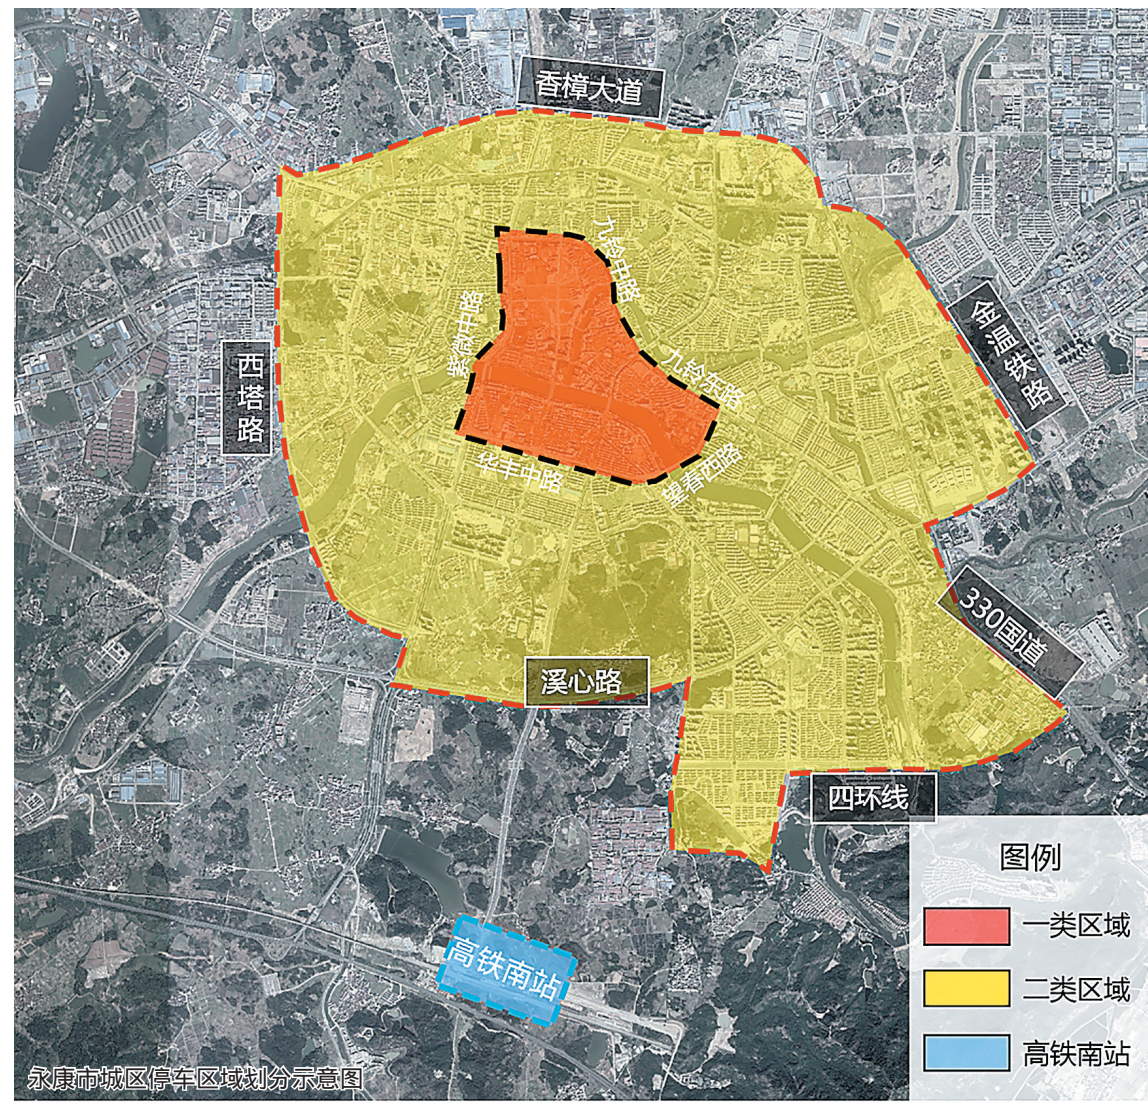 香樟大道
九铃中路
金温铁路
紫微中路
西塔路
九铃东路
华丰中路
望春西路
330国道
溪心路
四环线
图例
一类区域
二类区域
高铁南站
高铁南站
永康市城区停车区域划分示意图